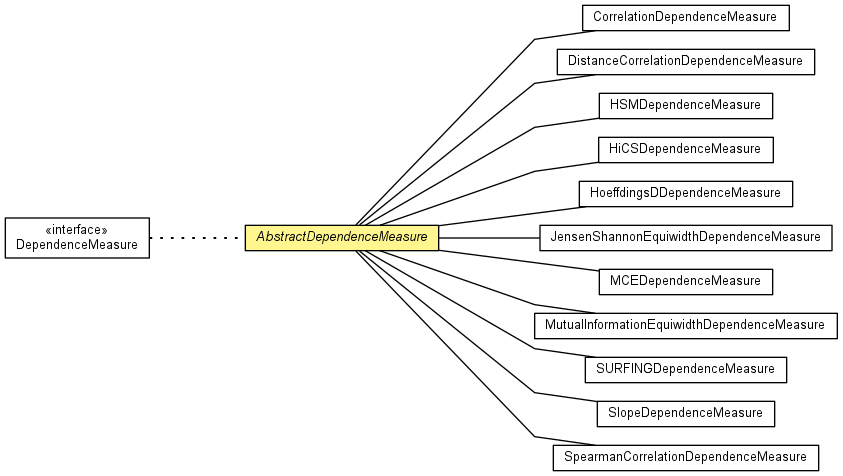 «interface»
DependenceMeasure
AbstractDependenceMeasure
CorrelationDependenceMeasure
DistanceCorrelationDependenceMeasure
HSMDependenceMeasure
HiCSDependenceMeasure
HoeffdingsDDependenceMeasure
JensenShannonEquiwidthDependenceMeasure
MCEDependenceMeasure
MutualInformationEquiwidthDependenceMeasure
SURFINGDependenceMeasure
SlopeDependenceMeasure
SpearmanCorrelationDependenceMeasure